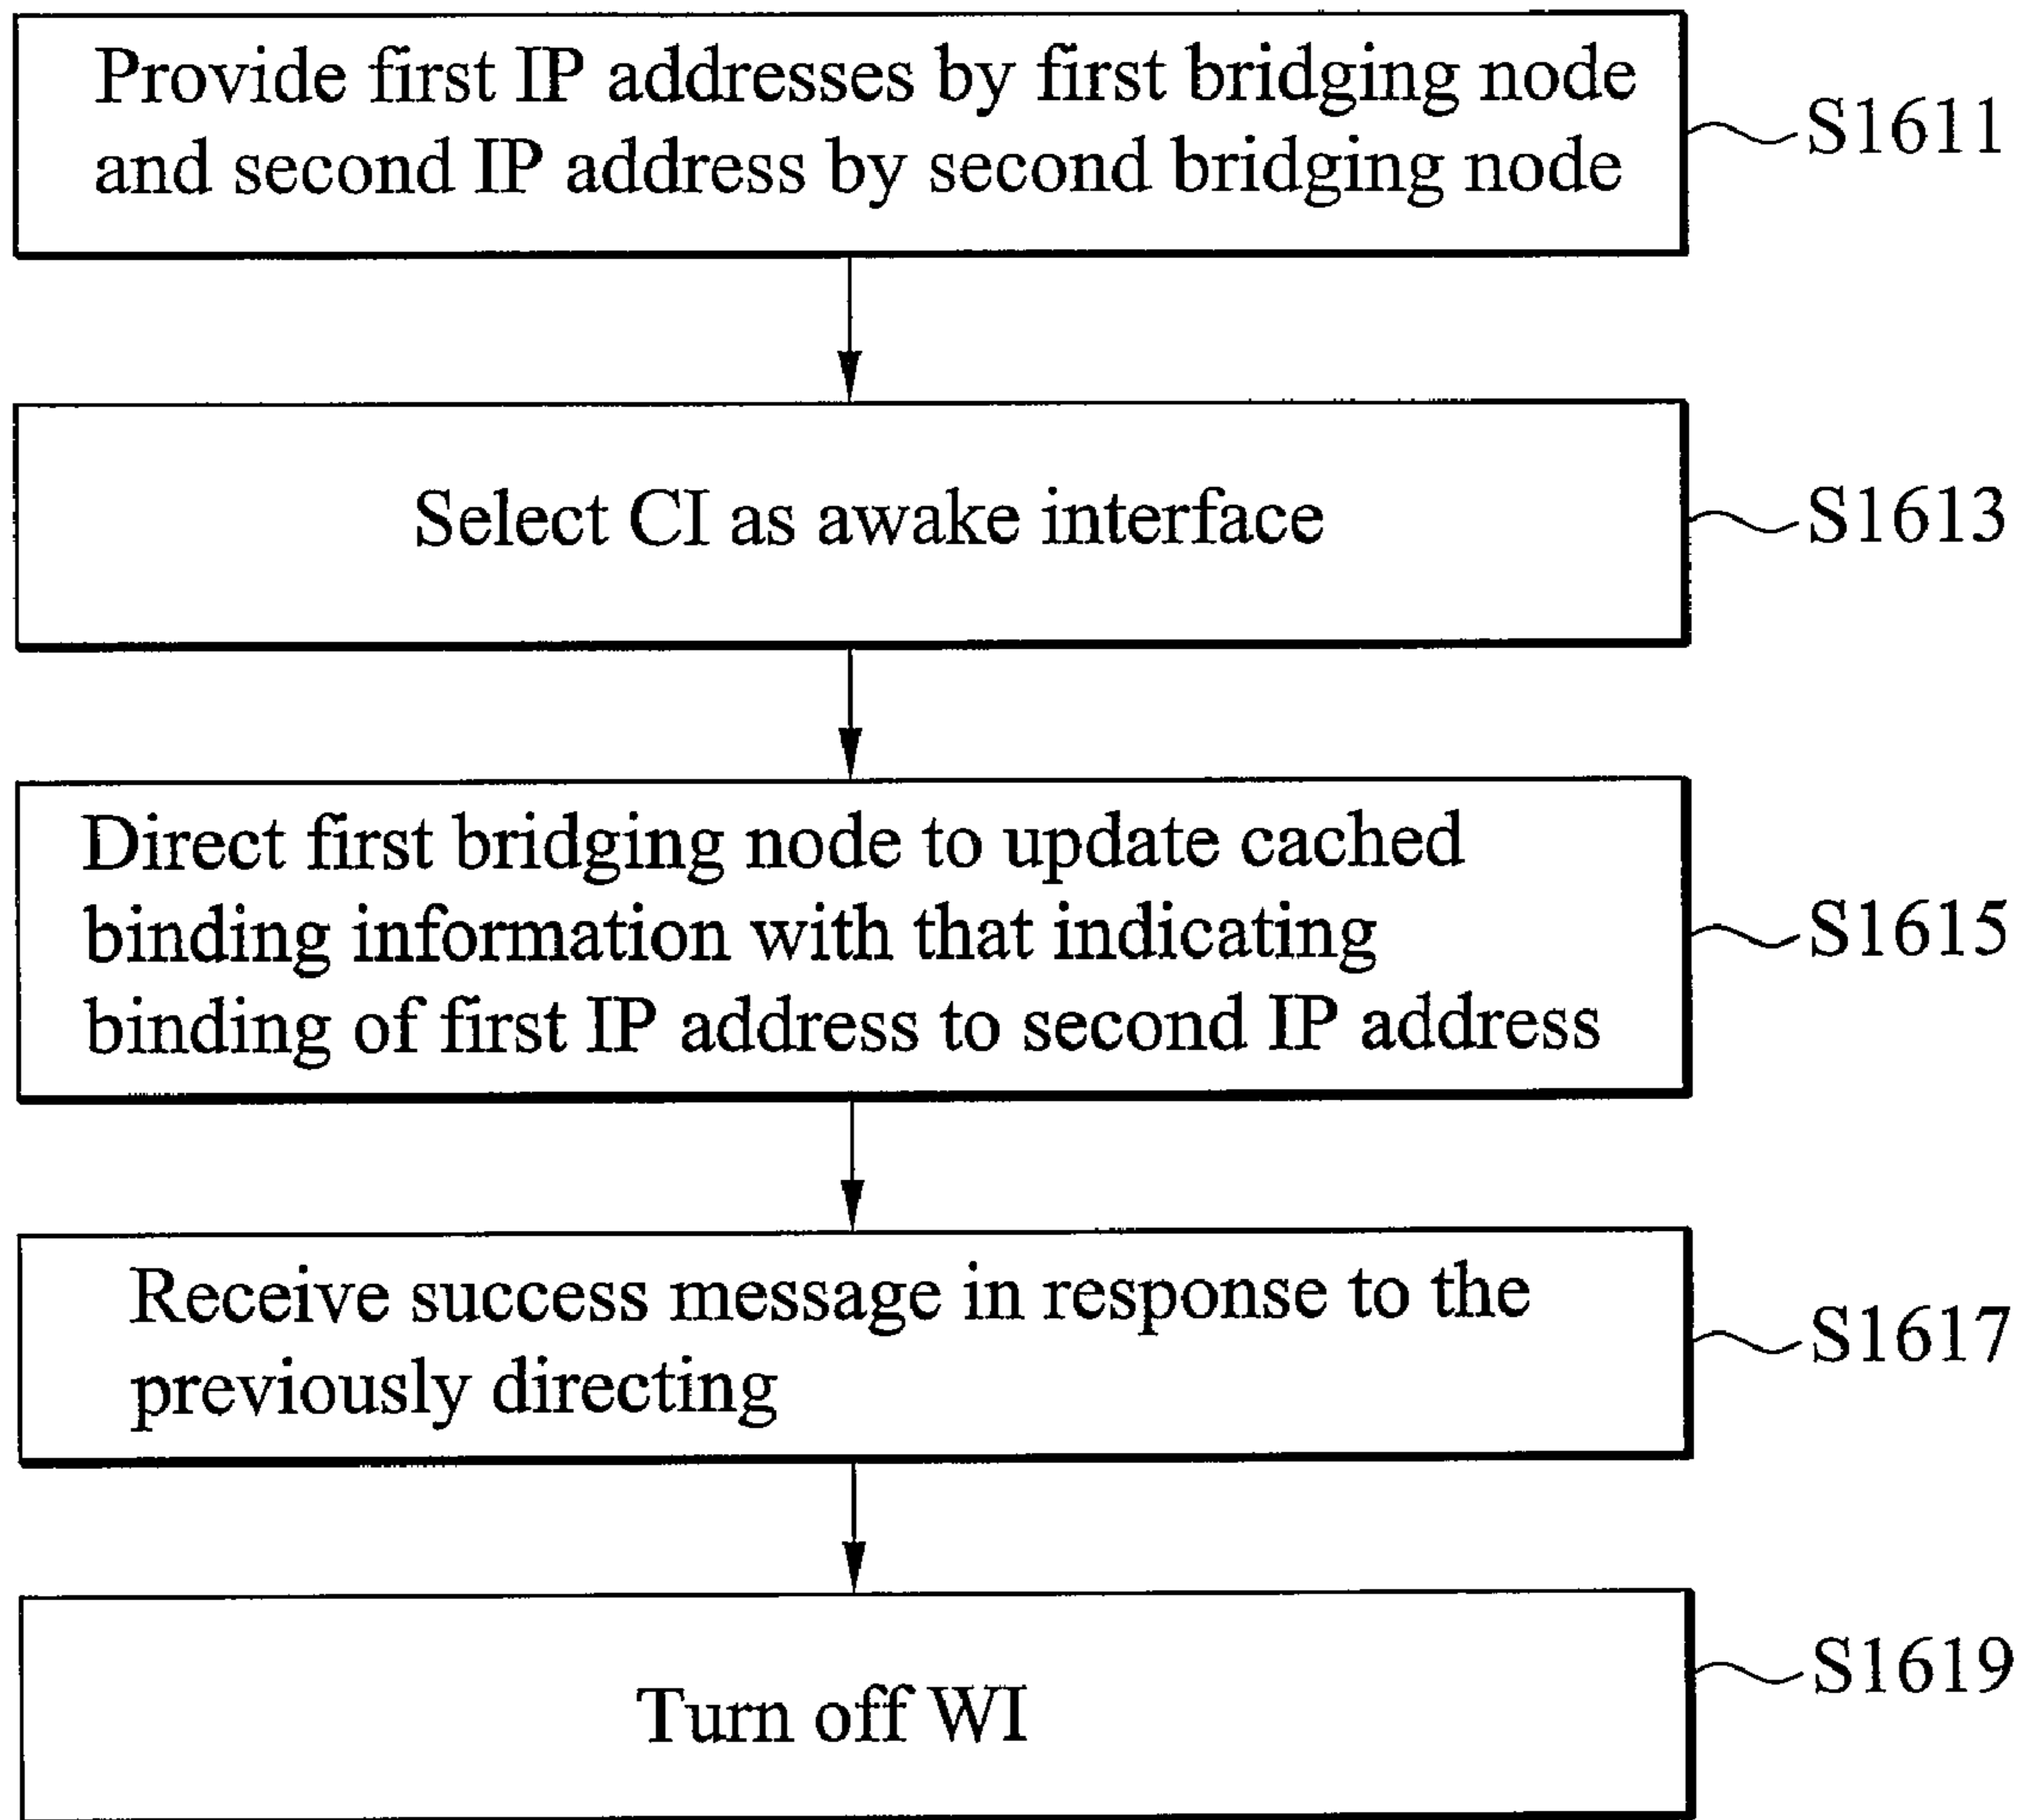 Provide first IP addresses by first bridging node
and second IP address by second bridging node
S1611
Select CI as awake interface
S1613
Direct first bridging node to update cached
binding information with that indicating
binding of first IP address to second IP address
S1615
Receive success message in response to the
previously directing
S1617
Turn off WI
S1619